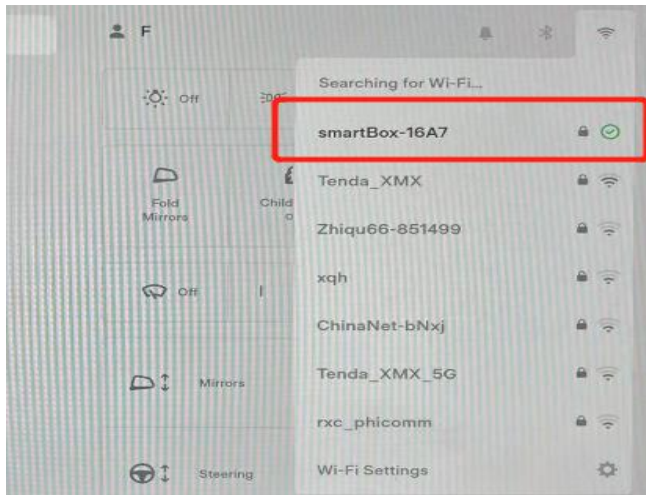 F
Searching for Wi-Fi...
Off
smartBox-16A7
Tenda_XMX
Fold
Mirrors
Child
Zhiqu66-851499
xqh
Off
ChinaNet-bNxj
Tenda_XMX_5G
Mirrors
rxc_phicomm
Steering
Wi-Fi Settings